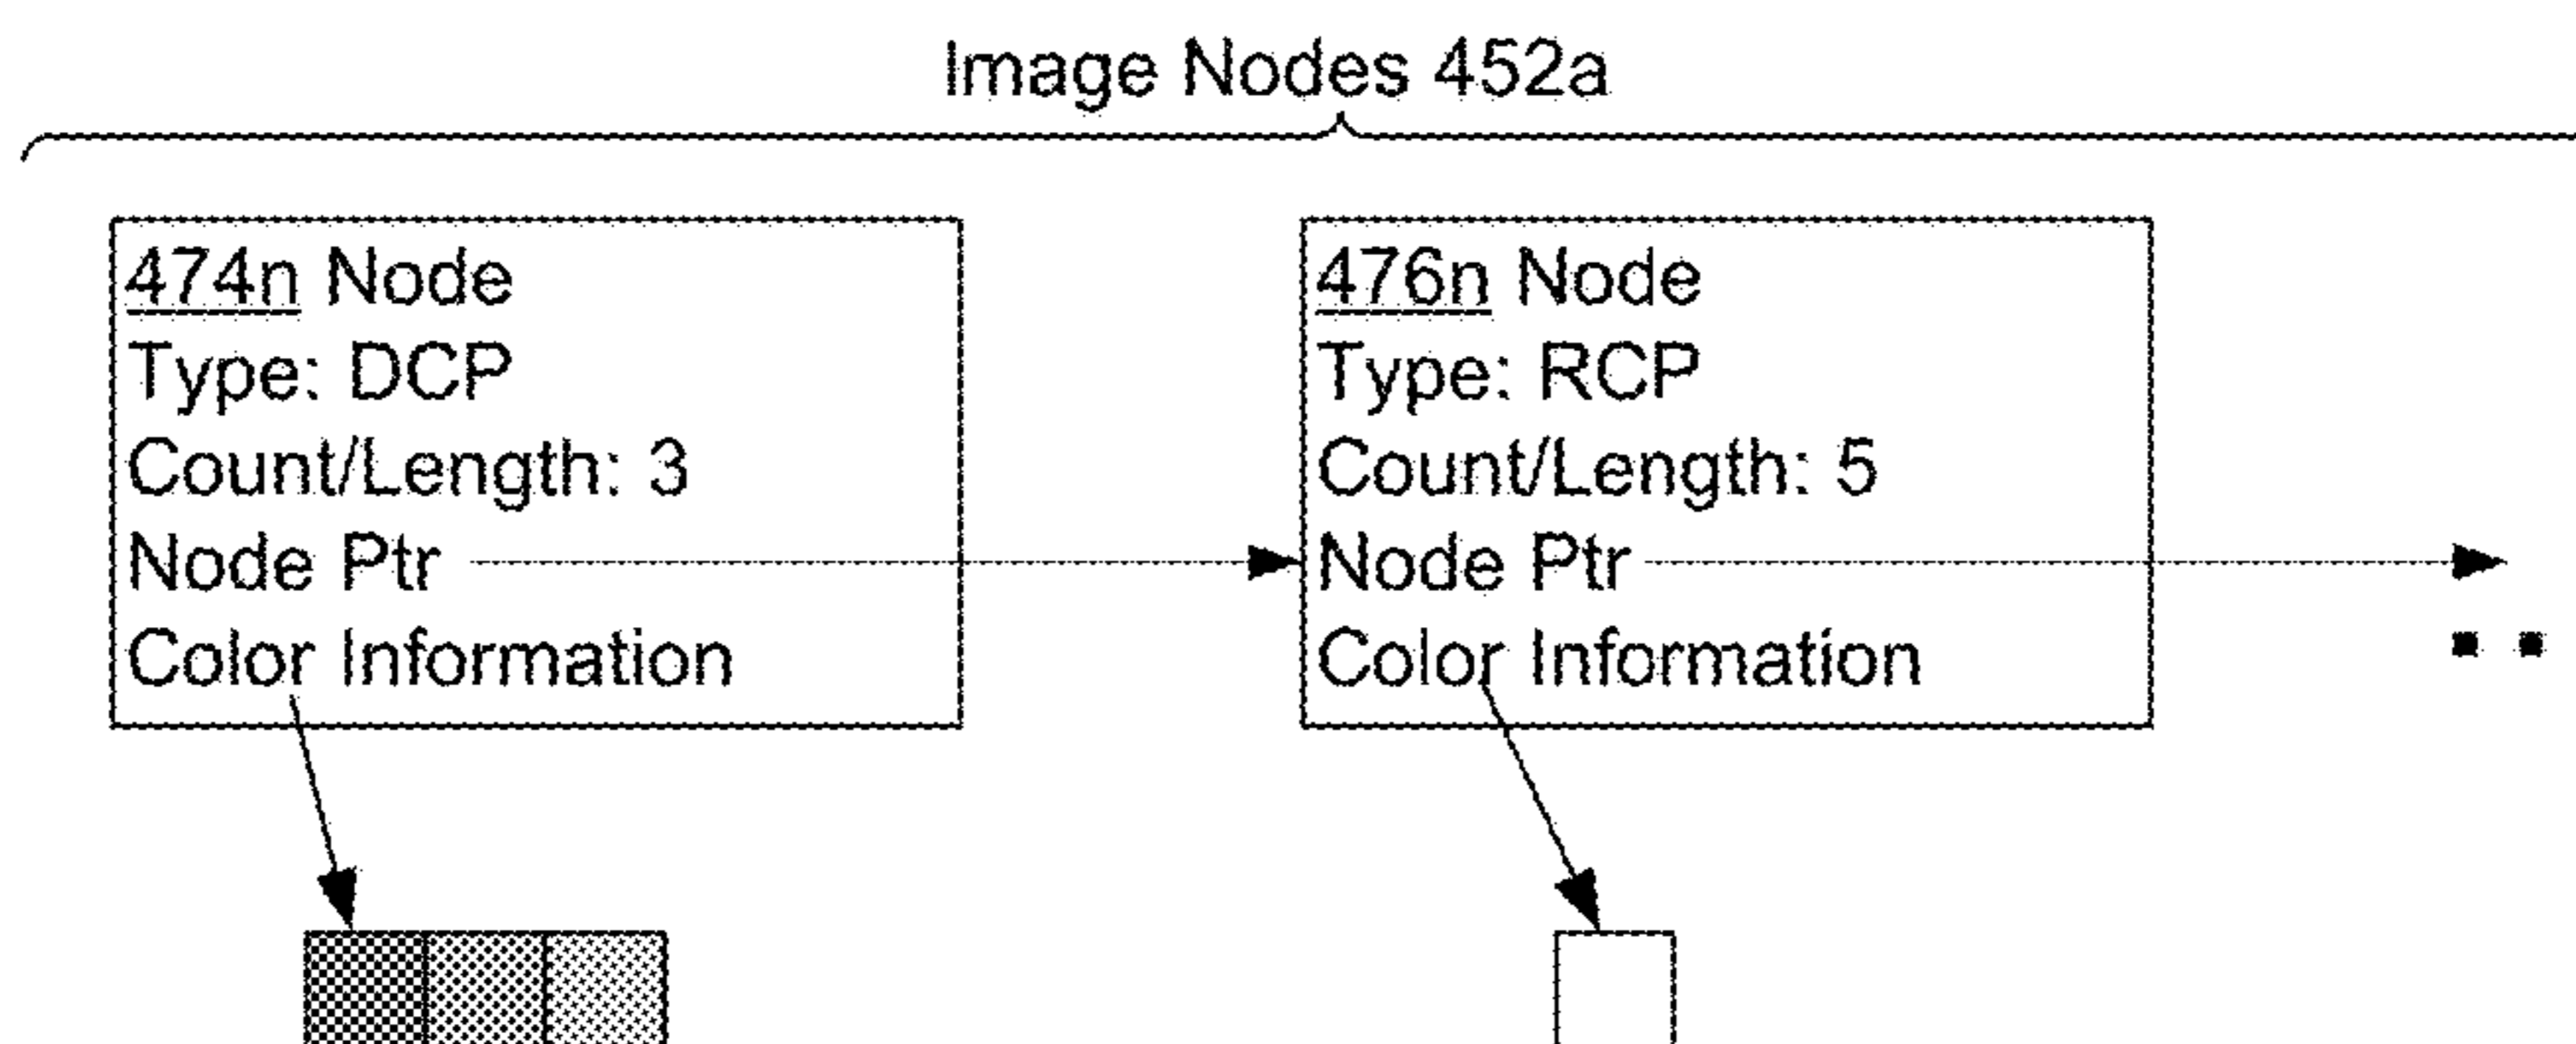 Image Nodes 452a
474n Node
Type: DCP
Count/Length: 3
Node Ptr
Color Information
476n Node
Type: RCP
Count/Length: 5
Node Ptr
Color Information